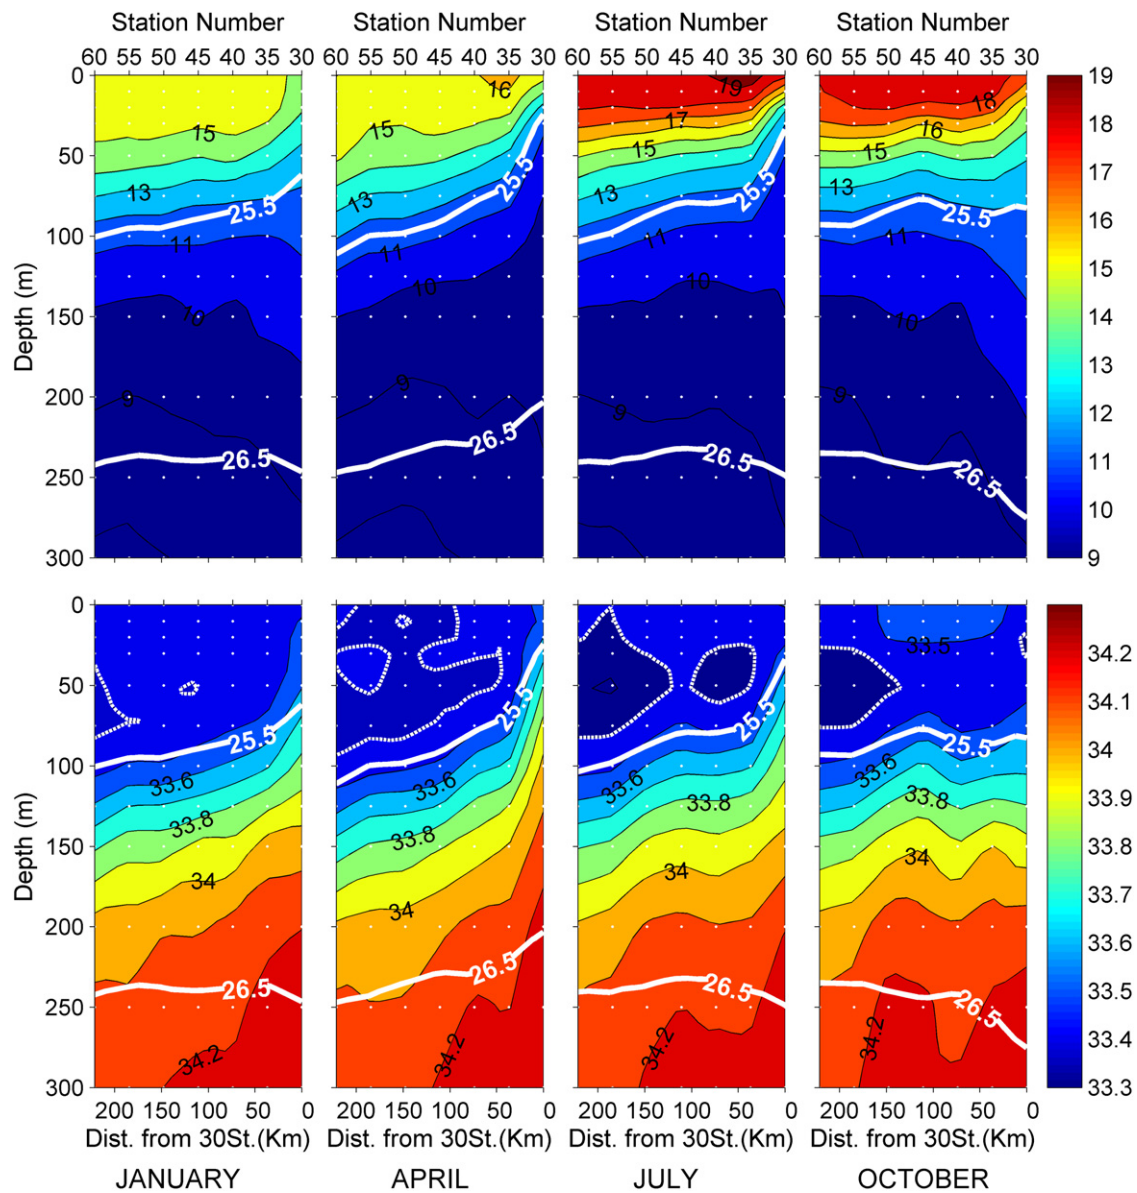 Station Number Station Number Station Number Station Number
60 55 50 45 40 35 30 60 55 50 45 40 35 30 60 55 50 45 40 35 30 60 55 50 45 40 35 30
0 19
16 19 18
18
15 15 17 16
17
50 15 15
16
13 13 13 13
25.5 25.5 25.5 25.5
15
100
11 11 11 11
14
10 10
150 10 10
13
Depth (m)
200 9 9 9 9
12
26.5 26.5 26.5 26.5
250
11
10
300 9
0
33.5
34.2
50
34.1
25.5 25.5 25.5 25.5
34
100 33.6 33.6 33.6 33.6
33.8 33.8 33.8 33.8
33.9
150
34 34 34 34
33.8
Depth (m)
200
33.7
26.5 26.5 26.5 26.5
33.6
250
33.5
34.2 34.2 34.2 34.2
33.4
300 33.3
200 150 100 50 0 200 150 100 50 0 200 150 100 50 0 200 150 100 50 0
Dist. from 30St.(Km) Dist. from 30St.(Km) Dist. from 30St.(Km) Dist. from 30St.(Km)
JANUARY APRIL JULY OCTOBER